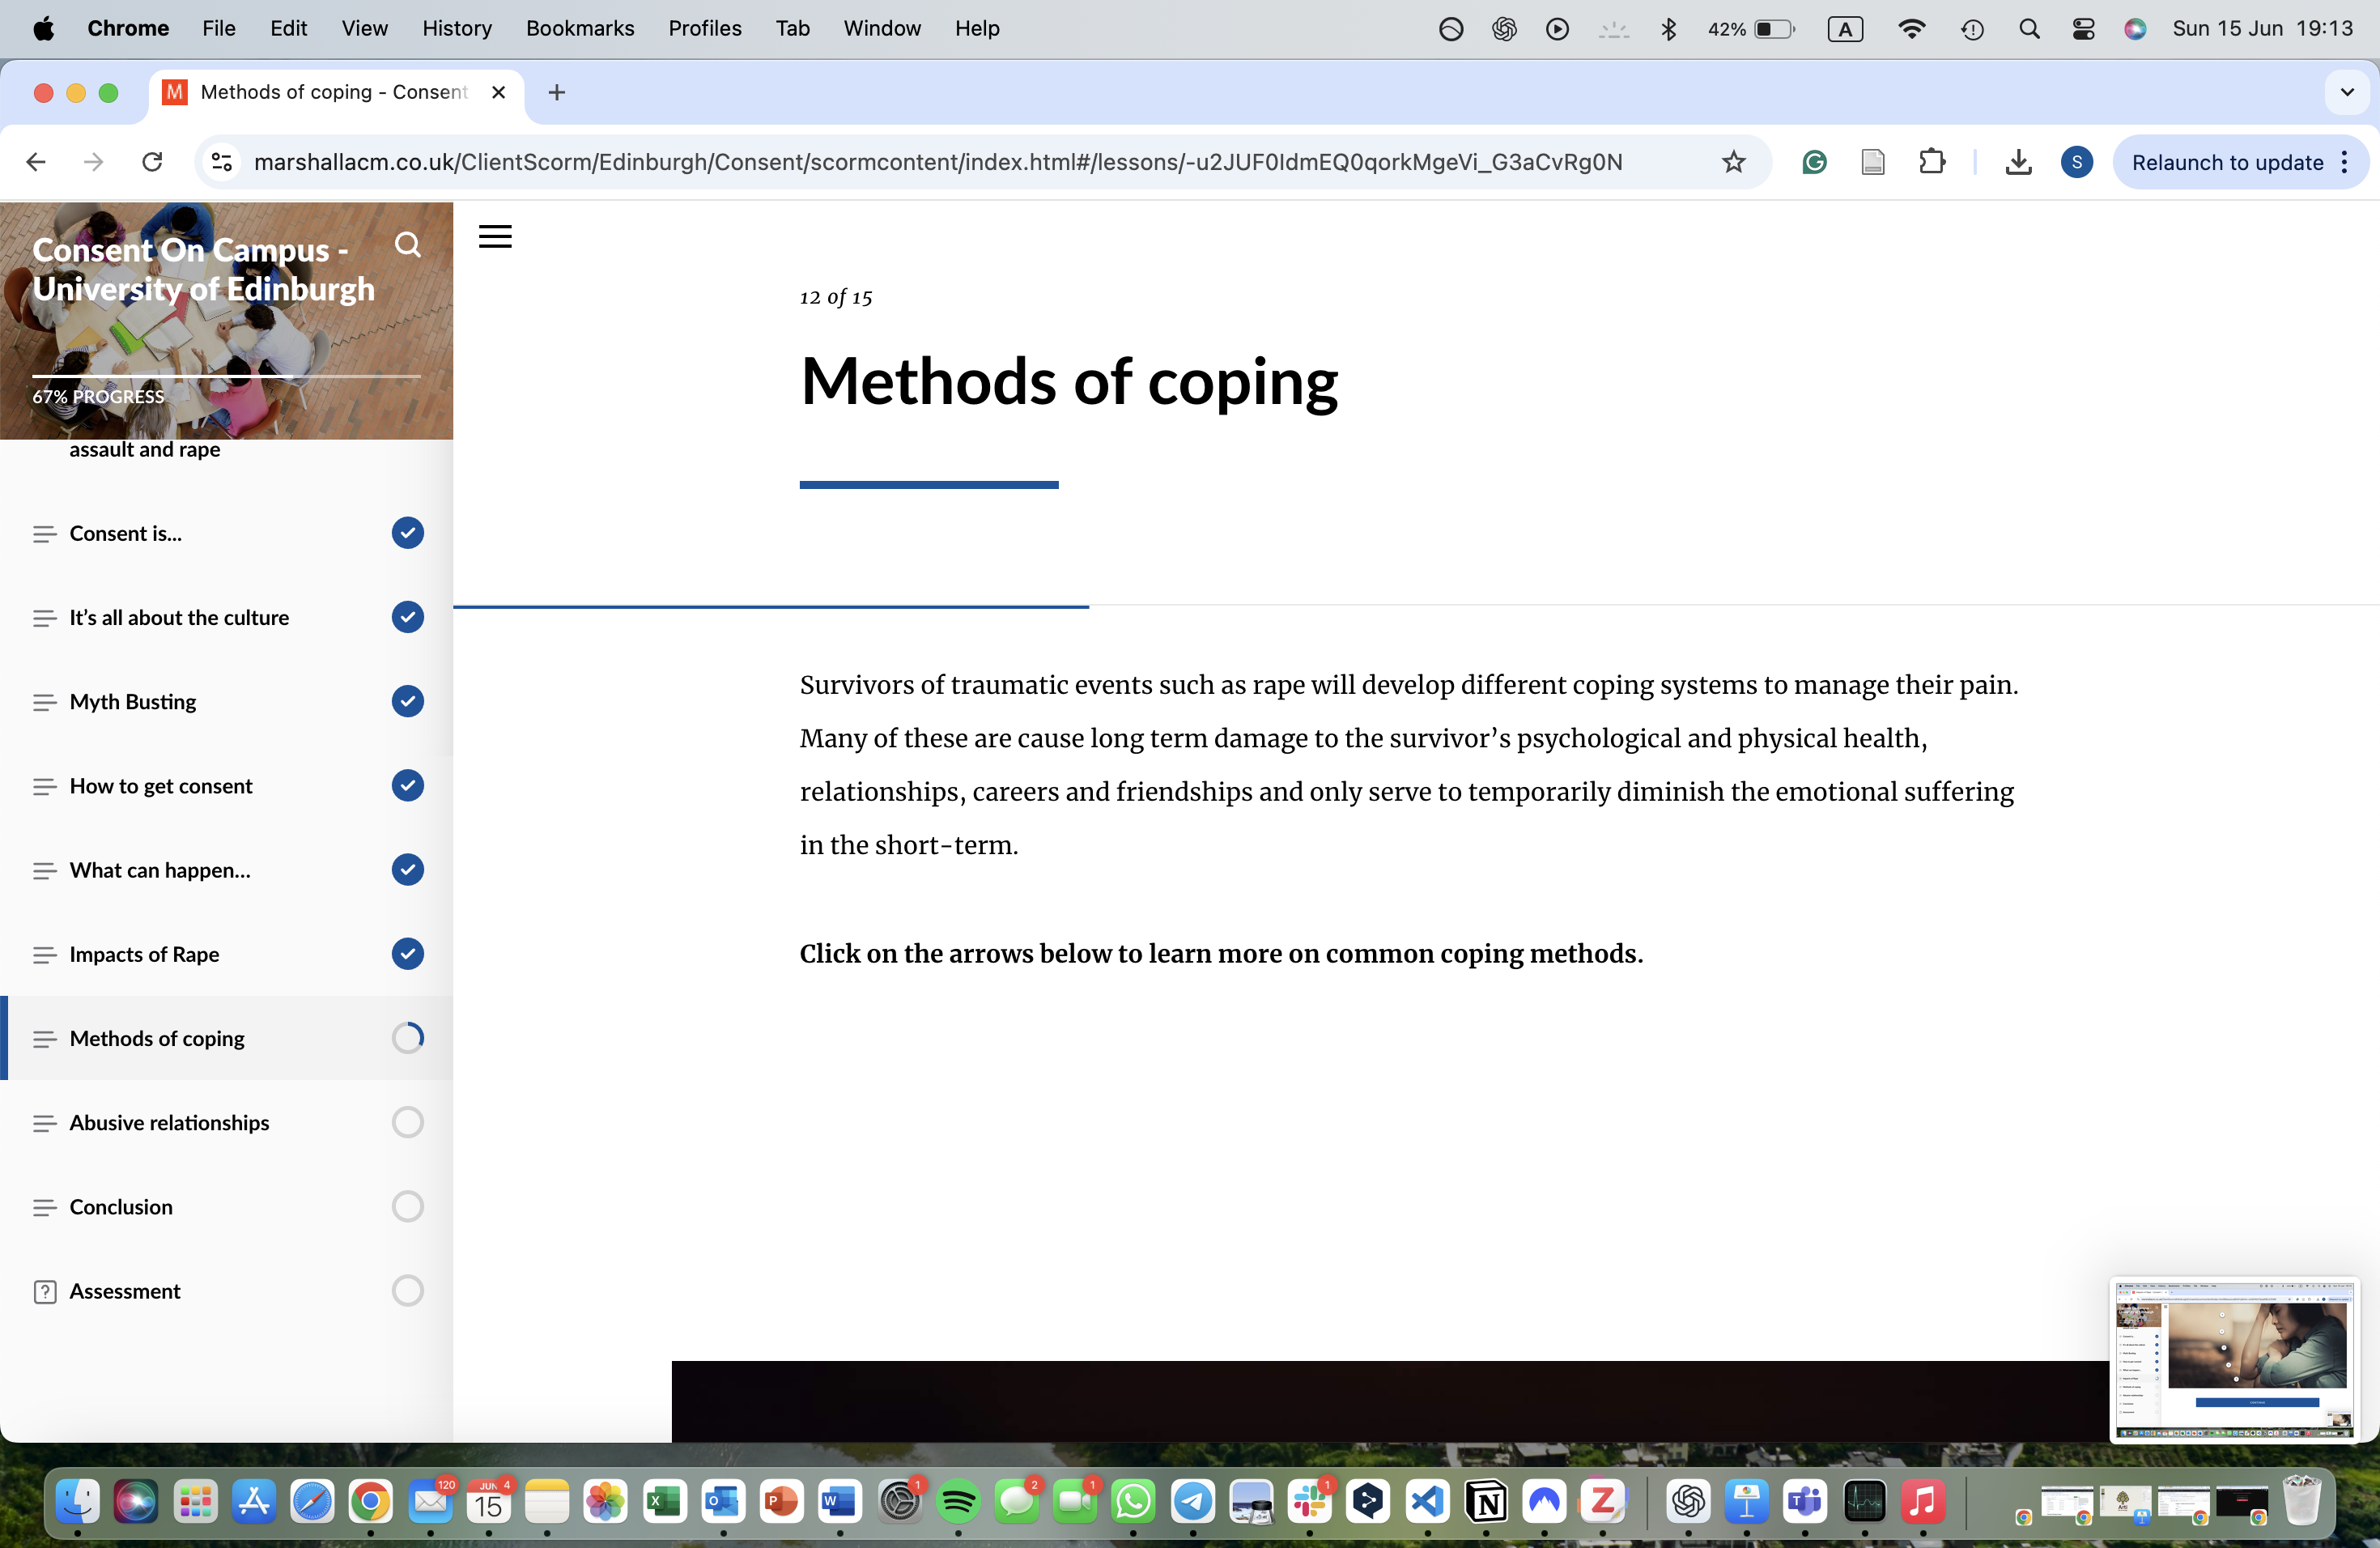 Chrome File Edit View History Bookmarks Profiles Tab Window Help 42% A Sun 15 Jun 19:13
M Methods of coping - Consent
marshallacm.co.uk/ClientScorm/Edinburgh/Consent/scormcontent/index.html#/lessons/-u2JUF0IdmEQ0qorkMgeVi_G3aCvRg0N S Relaunch to update
Consent On Campus -
University of Edinburgh
67% PROGRESS
assault and rape
Consent is...
It’s all about the culture
Myth Busting
How to get consent
What can happen...
Impacts of Rape
Methods of coping
Abusive relationships
Conclusion
Assessment
12 of 15
Methods of coping
Survivors of traumatic events such as rape will develop different coping systems to manage their pain.
Many of these are cause long term damage to the survivor’s psychological and physical health,
relationships, careers and friendships and only serve to temporarily diminish the emotional suffering
in the short-term.
Click on the arrows below to learn more on common coping methods.
120 JUN 4 1 2 1 1
15 X O P W N Z T